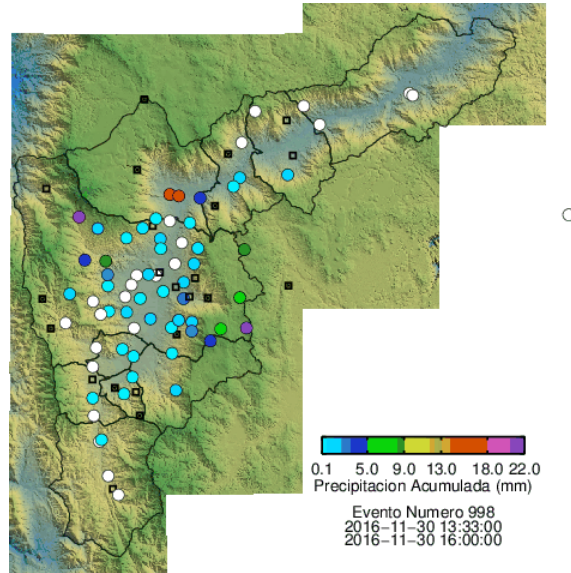 0.1 5.0 9.0 13.0 18.0 22.0
Precipitacion Acumulada (mm)
Evento Numero 998
2016−11−30 13:33:00
2016−11−30 16:00:00